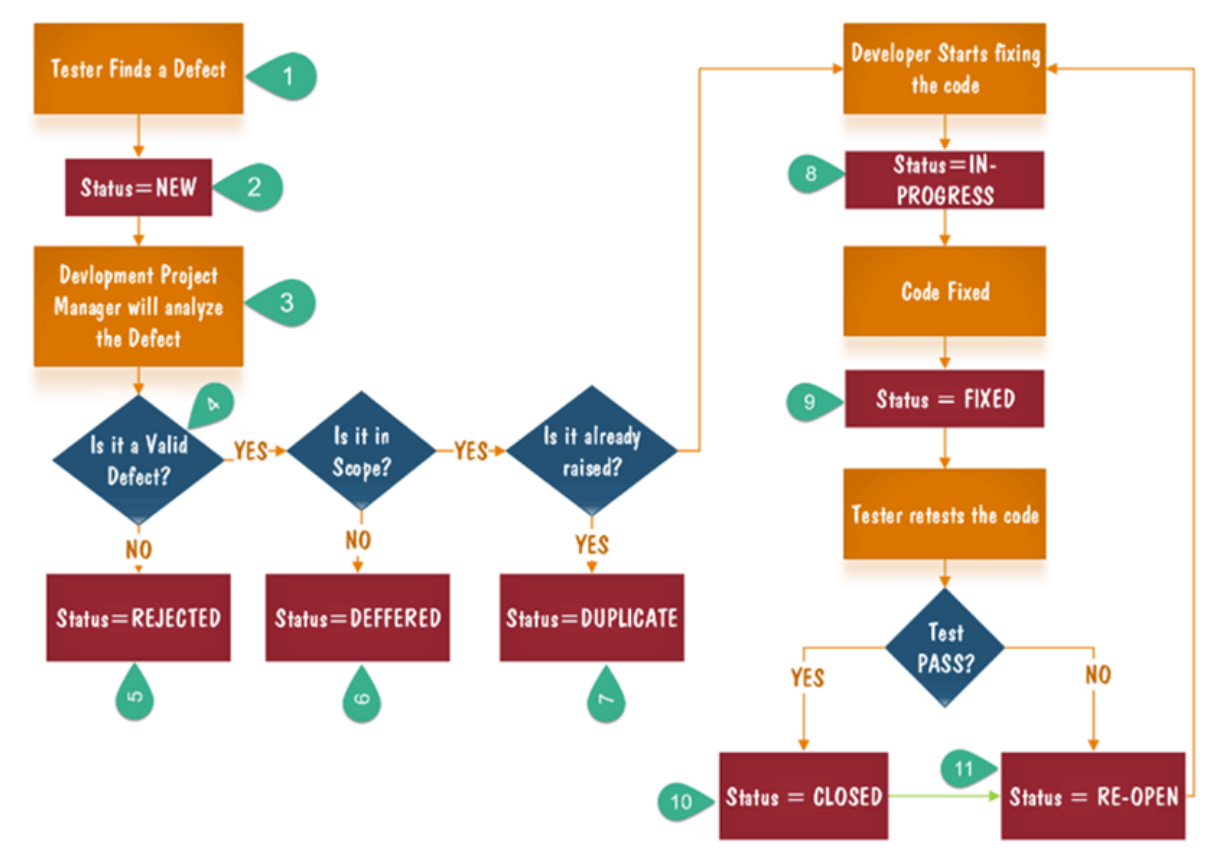 Tester Finds a Defect
1
Status=NEW
2
Devlopment Project
Manager will analyze
the Defect
3
4
Is it a Valid
Defect?
YES
Is it in
Scope?
YES
Is it already
raised?
NO
NO
YES
Status=REJECTED
Status=DEFFERED
Status=DUPLICATE
5
6
7
Developer Starts fixing
the code
8
Status=IN-
PROGRESS
Code Fixed
9
Status = FIXED
Tester retests the code
Test
PASS?
YES
NO
10
Status = CLOSED
11
Status = RE-OPEN